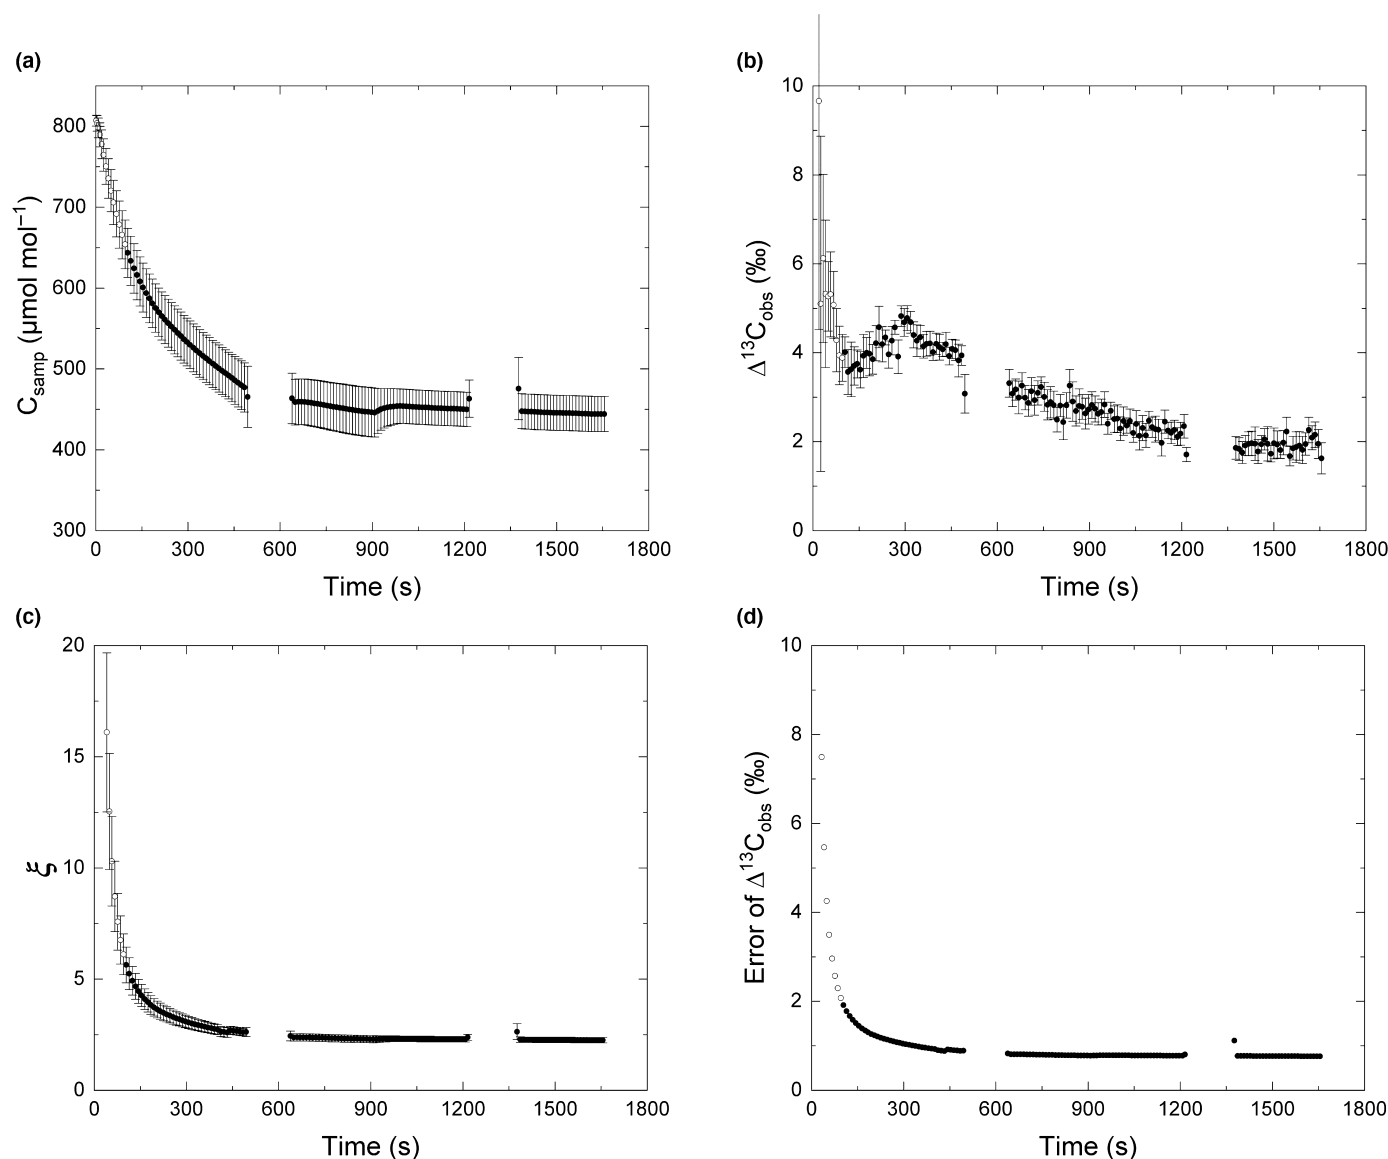 (a)
C_samp (µmol mol⁻¹)
800
700
600
500
400
300
0 300 600 900 1200 1500 1800
Time (s)
(b)
Δ¹³C_obs (‰)
10
8
6
4
2
0
0 300 600 900 1200 1500 1800
Time (s)
(c)
ξ
20
15
10
5
0
0 300 600 900 1200 1500 1800
Time (s)
(d)
Error of Δ¹³C_obs (‰)
10
8
6
4
2
0
0 300 600 900 1200 1500 1800
Time (s)